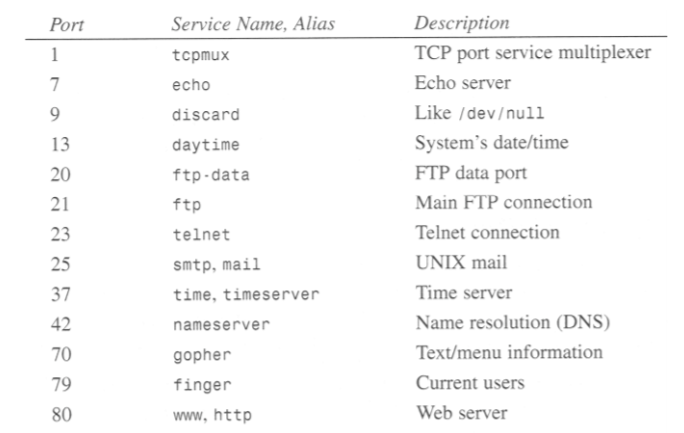 Port Service Name, Alias Description
1 tcpmux TCP port service multiplexer
7 echo Echo server
9 discard Like /dev/null
13 daytime System's date/time
20 ftp-data FTP data port
21 ftp Main FTP connection
23 telnet Telnet connection
25 smtp, mail UNIX mail
37 time, timeserver Time server
42 nameserver Name resolution (DNS)
70 gopher Text/menu information
79 finger Current users
80 www, http Web server